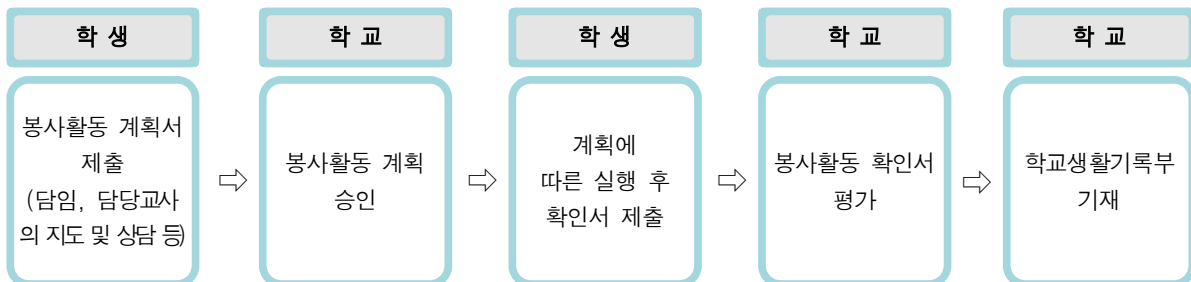 학 생
봉사활동 계획서
제출
(담임, 담당교사
의 지도 및 상담 등)
⇨
학 교
봉사활동 계획
승인
⇨
학 생
계획에
따른 실행 후
확인서 제출
⇨
학 교
봉사활동 확인서
평가
⇨
학 교
학교생활기록부
기재